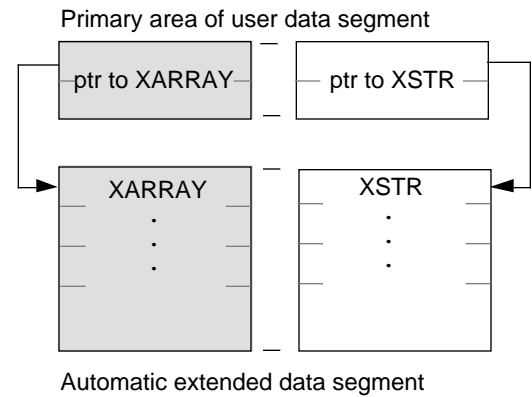 Primary area of user data segment
ptr to XARRAY
ptr to XSTR
XARRAY
XSTR
Automatic extended data segment